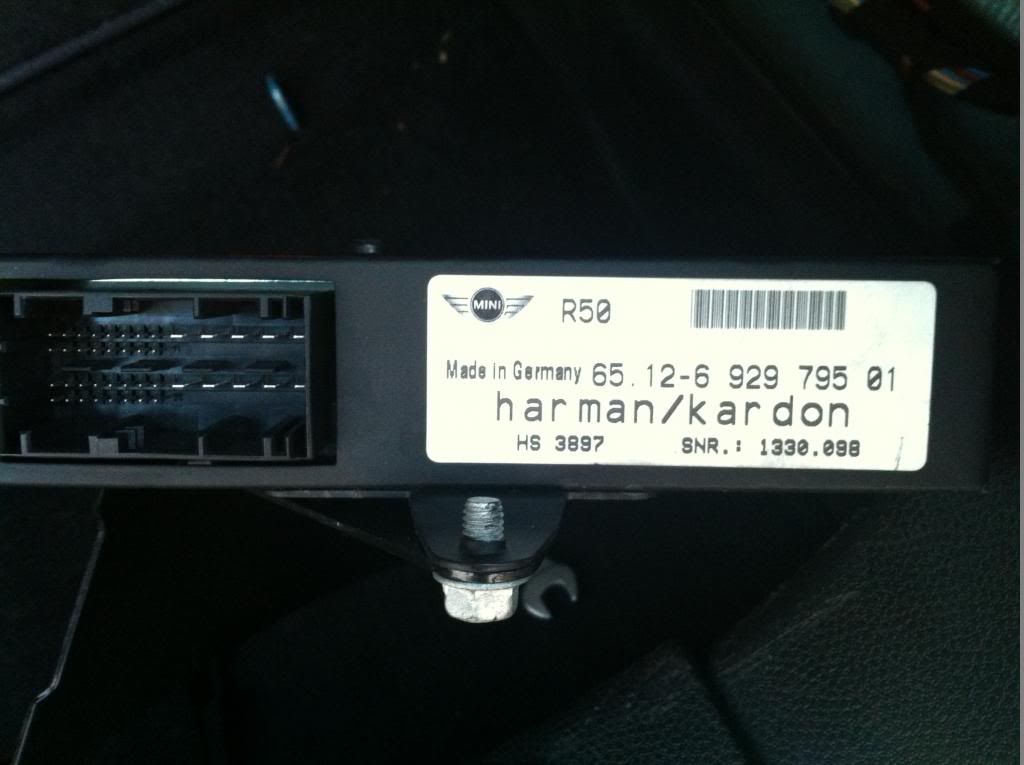 MINI R50
Made in Germany 65.12-6 929 795 01
harman/kardon
HS 3897 SNR.: 1330.098